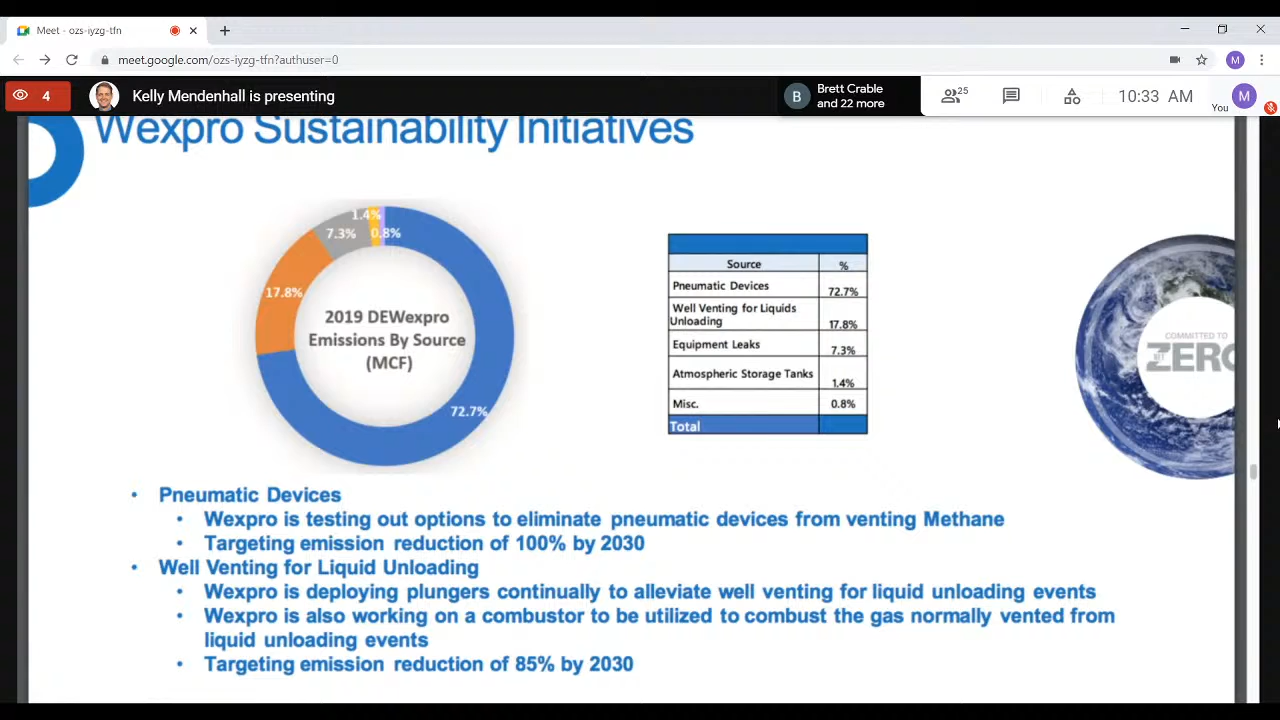 Meet - ozs-iyzg-tfn
meet.google.com/ozs-iyzg-tfn?authuser=0
M
4
Kelly Mendenhall is presenting
B
Brett Crable
and 22 more
25
10:33 AM
You
M
Wexpro Sustainability Initiatives
1.4%
7.3%
0.8%
17.8%
72.7%
2019 DEWexpro
Emissions By Source
(MCF)
Source %
Pneumatic Devices 72.7%
Well Venting for Liquids
Unloading 17.8%
Equipment Leaks 7.3%
Atmospheric Storage Tanks 1.4%
Misc. 0.8%
Total
COMMITTED TO
ZERO
• Pneumatic Devices
• Wexpro is testing out options to eliminate pneumatic devices from venting Methane
• Targeting emission reduction of 100% by 2030
• Well Venting for Liquid Unloading
• Wexpro is deploying plungers continually to alleviate well venting for liquid unloading events
• Wexpro is also working on a combustor to be utilized to combust the gas normally vented from
liquid unloading events
• Targeting emission reduction of 85% by 2030